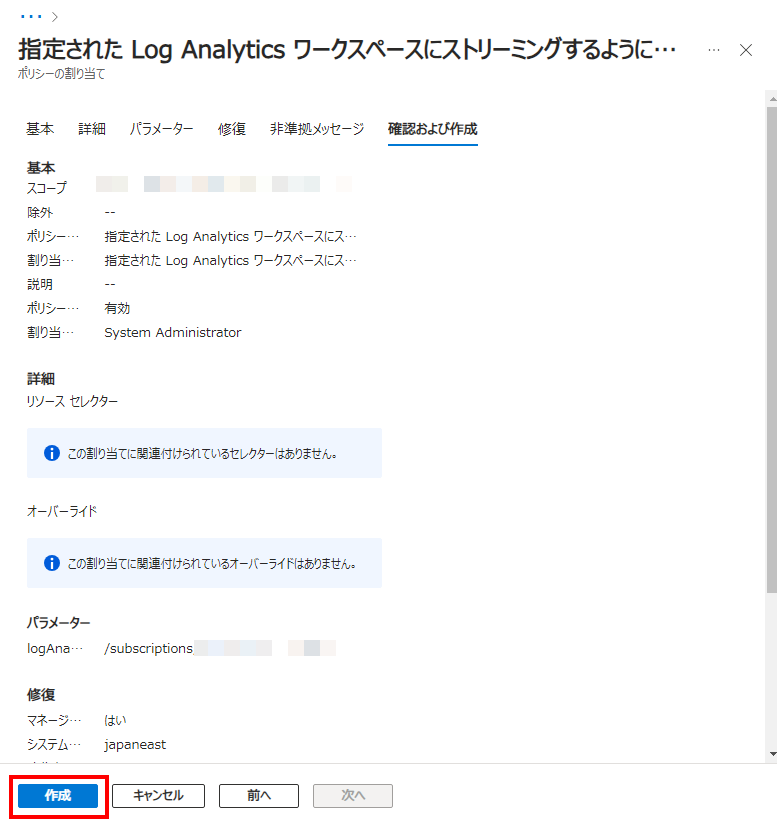 指定された Log Analytics ワークスペースにストリーミングするように…
ポリシーの割り当て
基本 詳細 パラメーター 修復 非準拠メッセージ 確認および作成
基本
スコープ
除外 --
ポリシー… 指定された Log Analytics ワークスペースにス…
割り当… 指定された Log Analytics ワークスペースにス…
説明 --
ポリシー… 有効
割り当… System Administrator
詳細
リソース セレクター
この割り当てに関連付けられているセレクターはありません。
オーバーライド
この割り当てに関連付けられているオーバーライドはありません。
パラメーター
logAna… /subscriptions
修復
マネージ… はい
システム… japaneast
作成 キャンセル 前へ 次へ